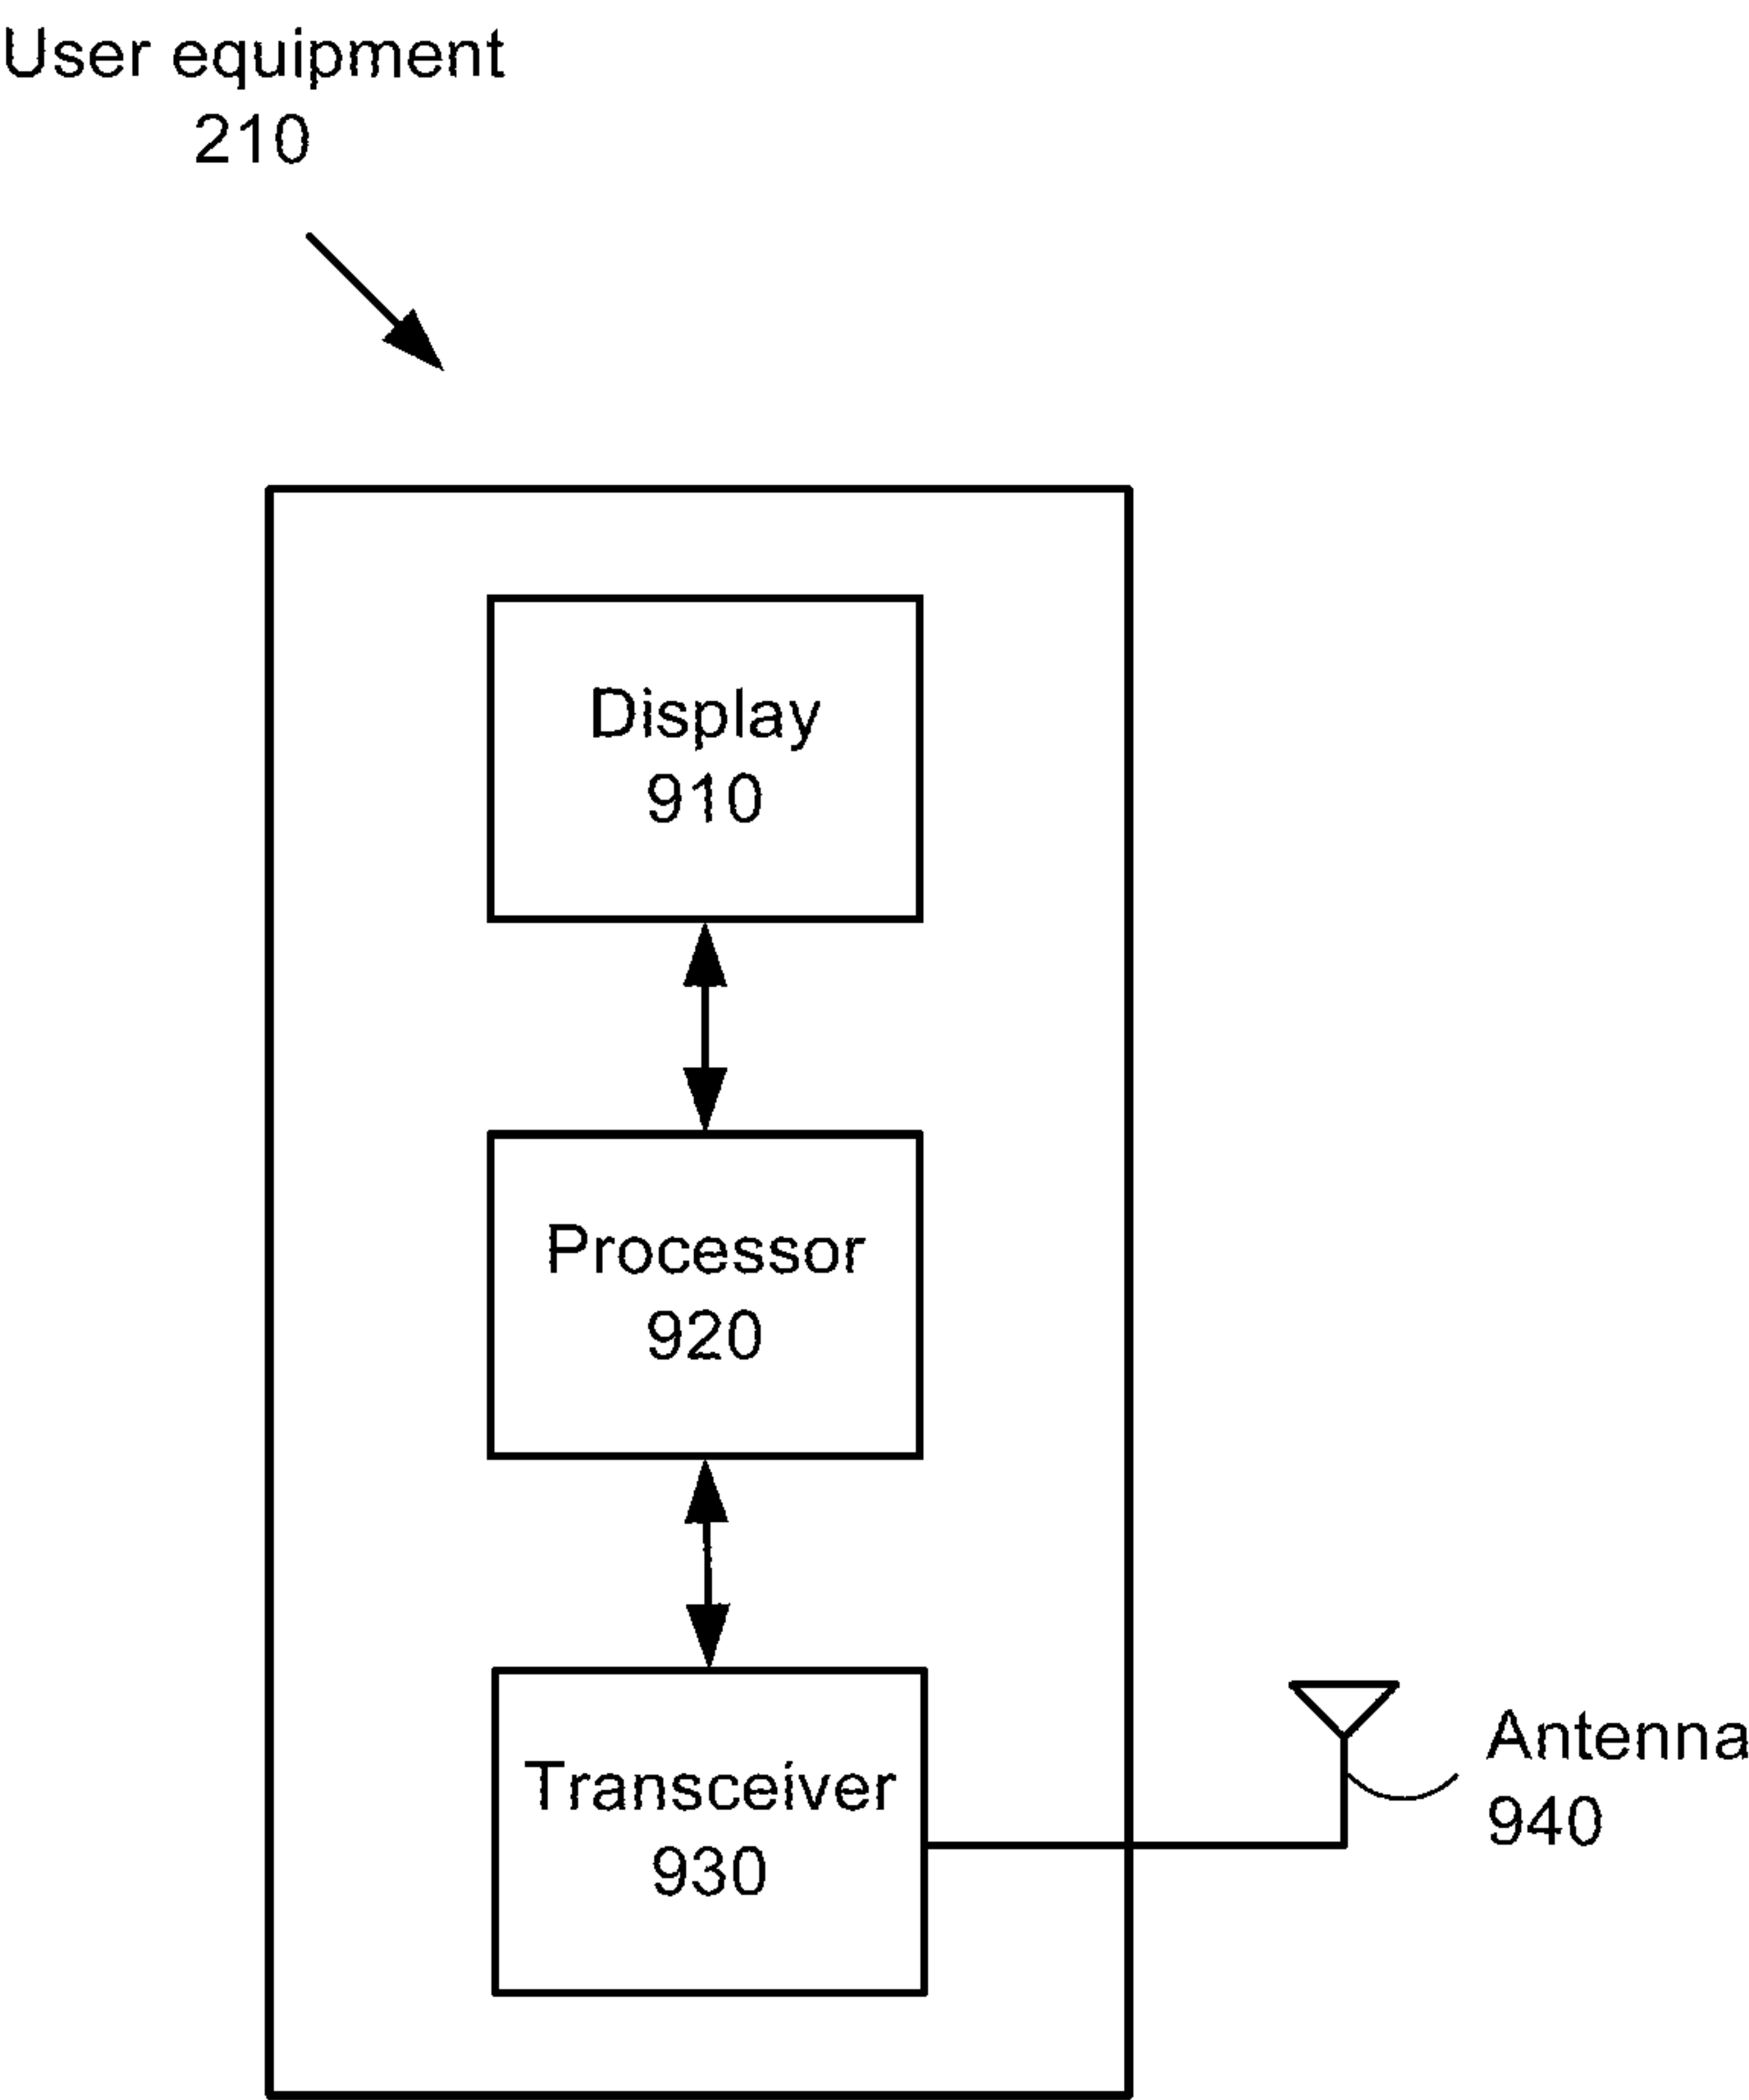 User equipment
210
Display
910
Processor
920
Transceiver
930
Antenna
940